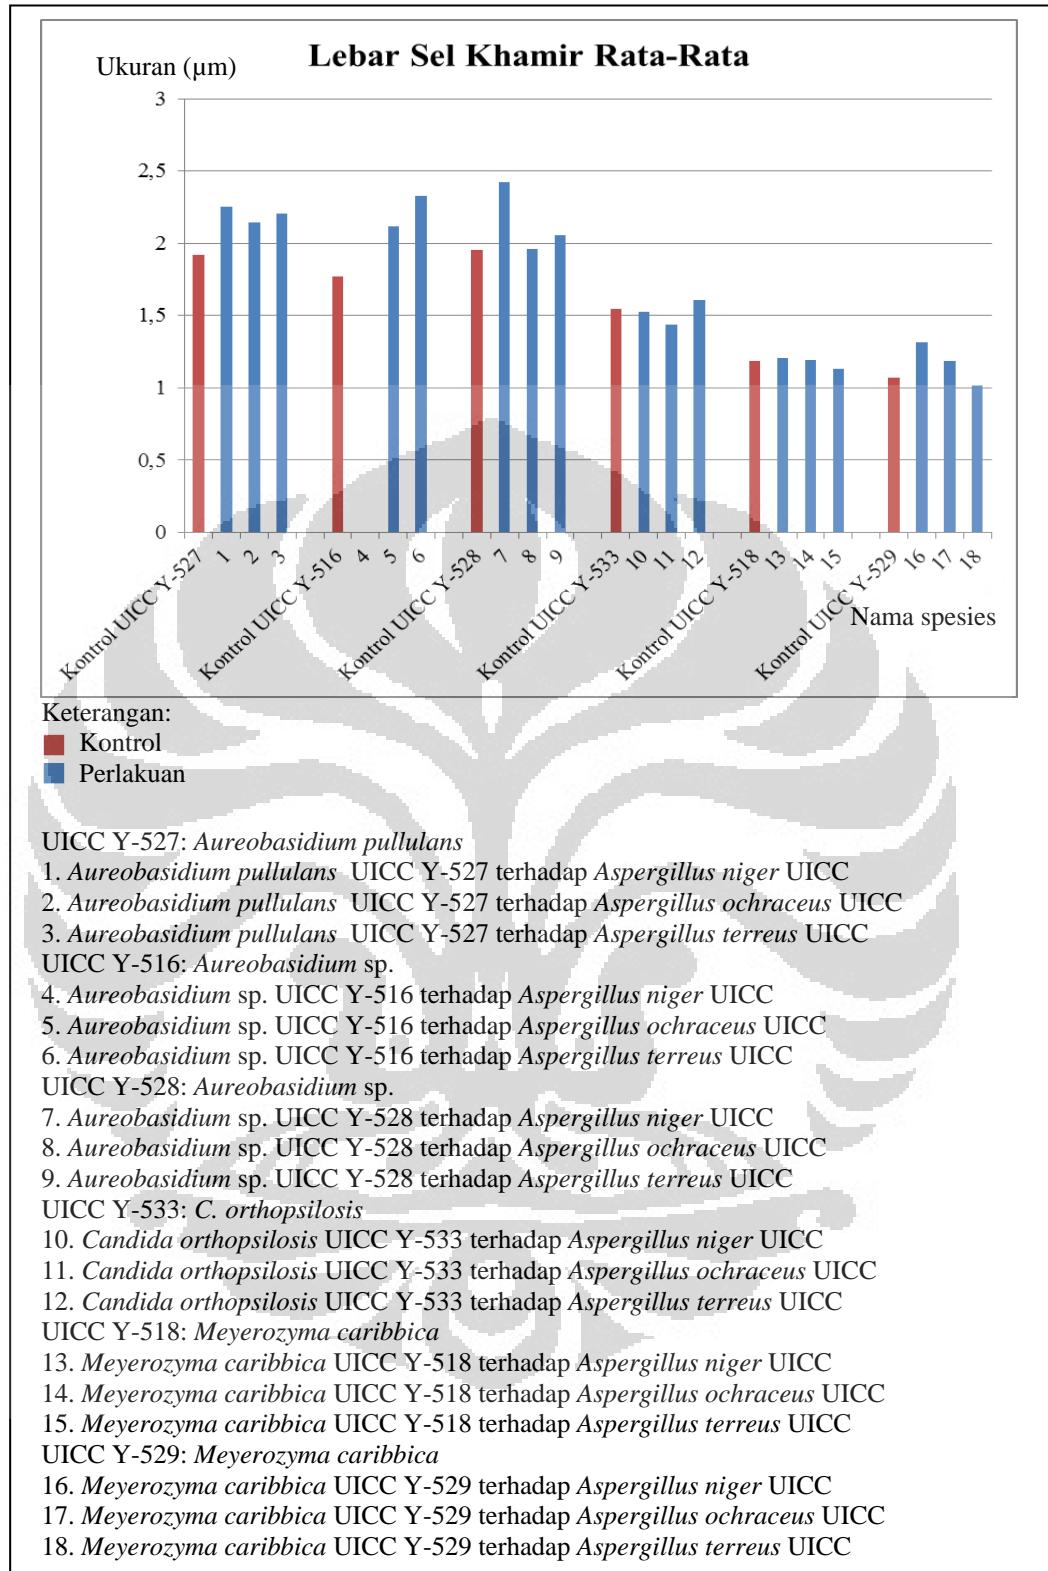 Lebar Sel Khamir Rata-Rata
Ukuran (µm)
3
2,5
2
1,5
1
0,5
0
Kontrol UICC Y-527
1
2
3
Kontrol UICC Y-516
4
5
6
Kontrol UICC Y-528
7
8
9
Kontrol UICC Y-533
10
11
12
Kontrol UICC Y-518
13
14
15
Kontrol UICC Y-529
16
17
18
Nama spesies
Keterangan:
Kontrol
Perlakuan
UICC Y-527: Aureobasidium pullulans
1. Aureobasidium pullulans UICC Y-527 terhadap Aspergillus niger UICC
2. Aureobasidium pullulans UICC Y-527 terhadap Aspergillus ochraceus UICC
3. Aureobasidium pullulans UICC Y-527 terhadap Aspergillus terreus UICC
UICC Y-516: Aureobasidium sp.
4. Aureobasidium sp. UICC Y-516 terhadap Aspergillus niger UICC
5. Aureobasidium sp. UICC Y-516 terhadap Aspergillus ochraceus UICC
6. Aureobasidium sp. UICC Y-516 terhadap Aspergillus terreus UICC
UICC Y-528: Aureobasidium sp.
7. Aureobasidium sp. UICC Y-528 terhadap Aspergillus niger UICC
8. Aureobasidium sp. UICC Y-528 terhadap Aspergillus ochraceus UICC
9. Aureobasidium sp. UICC Y-528 terhadap Aspergillus terreus UICC
UICC Y-533: C. orthopsilosis
10. Candida orthopsilosis UICC Y-533 terhadap Aspergillus niger UICC
11. Candida orthopsilosis UICC Y-533 terhadap Aspergillus ochraceus UICC
12. Candida orthopsilosis UICC Y-533 terhadap Aspergillus terreus UICC
UICC Y-518: Meyerozyma caribbica
13. Meyerozyma caribbica UICC Y-518 terhadap Aspergillus niger UICC
14. Meyerozyma caribbica UICC Y-518 terhadap Aspergillus ochraceus UICC
15. Meyerozyma caribbica UICC Y-518 terhadap Aspergillus terreus UICC
UICC Y-529: Meyerozyma caribbica
16. Meyerozyma caribbica UICC Y-529 terhadap Aspergillus niger UICC
17. Meyerozyma caribbica UICC Y-529 terhadap Aspergillus ochraceus UICC
18. Meyerozyma caribbica UICC Y-529 terhadap Aspergillus terreus UICC